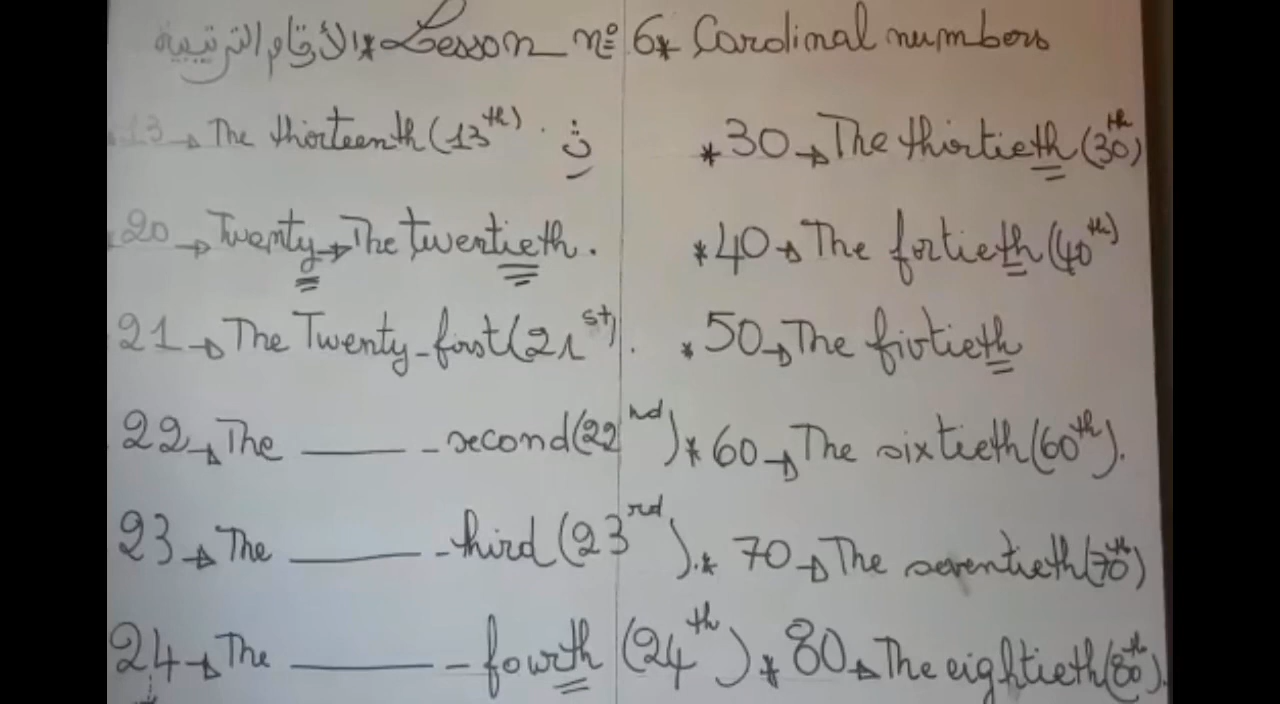 الأرقام الترتيبية * Lesson nº 6 * Cardinal numbers
13 → The thirteenth (13th).
20 → Twenty → The twentieth.
21 → The Twenty-first (21st).
22 → The ______ - second (22nd)
23 → The ______ - third (23rd).
24 → The ______ - fourth (24th)
* 30 → The thirtieth (30th)
* 40 → The fortieth (40th)
* 50 → The fivtieth
* 60 → The sixtieth (60th).
* 70 → The seventieth (70th)
* 80 → The eightieth (80th).